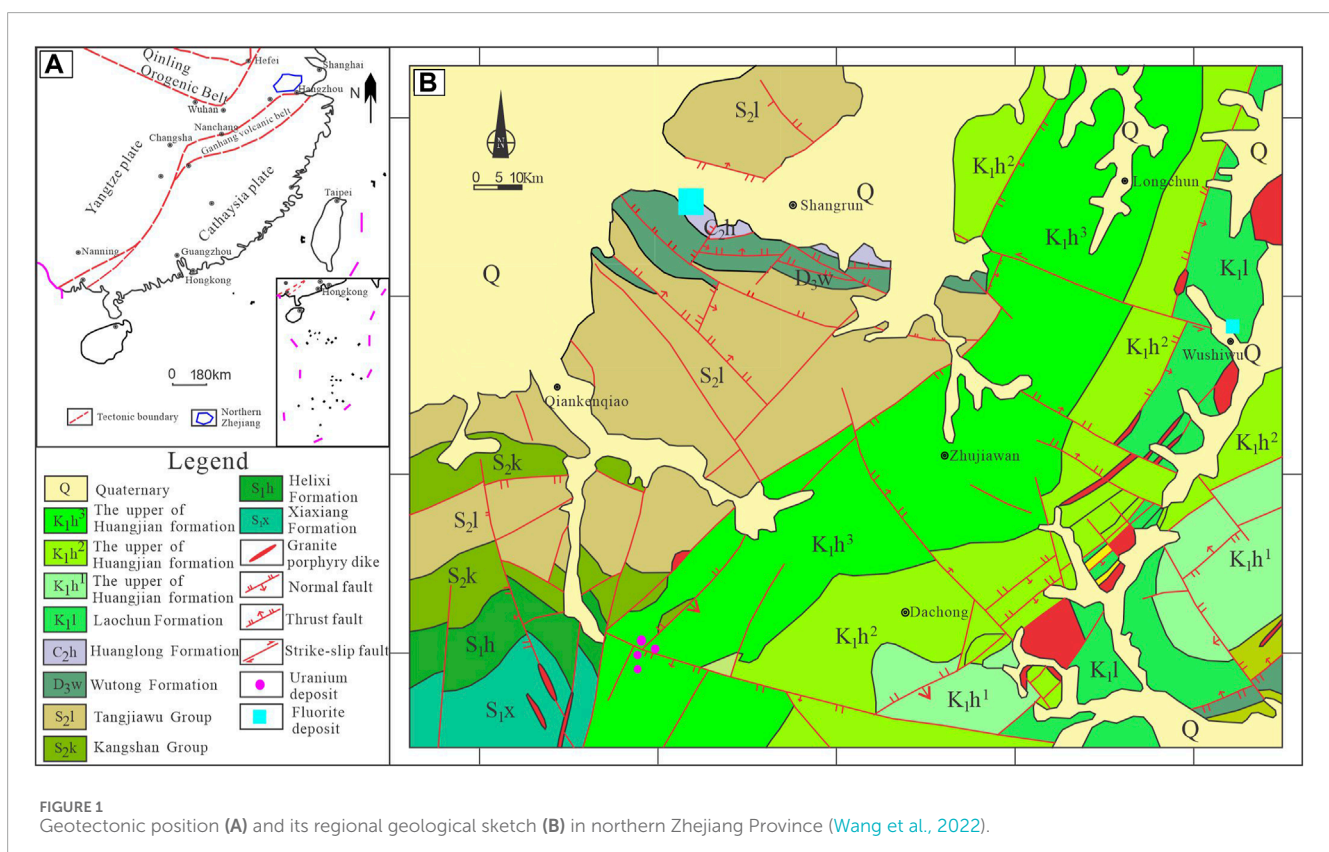 A
Qinling
Orogenic Belt
Hefei
Shanghai
Hangzhou
N
Wuhan
Nanchang
Ganhang volcanic belt
Changsha
Yangtze plate
Cathaysia plate
Taipei
Nanning
Guangzhou
Hongkong
Hongkong
0 180km
Tectonic boundary
Northern
Zhejiang
Legend
Q Quaternary
K₁h³ The upper of
Huangjian formation
K₁h² The upper of
Huangjian formation
K₁h¹ The upper of
Huangjian formation
K₁l Laochun Formation
C₂h Huanglong Formation
D₃w Wutong Formation
S₂l Tangjiawu Group
S₂k Kangshan Group
S₁h Helixi
Formation
S₁x Xiaxiang
Formation
Granite
porphyry dike
Normal fault
Thrust fault
Strike-slip fault
Uranium
deposit
Fluorite
deposit
B
N
0 5 10Km
S₂l
Q
Shangrun
C₂h
D₃w
Q
K₁h²
Q
Longchun
K₁h³
Q
K₁l
Wushiwu
Q
K₁h²
S₂l
Qiankenqiao
K₁h²
Zhujiawan
S₂k
S₂l
K₁h³
K₁h¹
S₂k
Dachong
K₁h²
S₁h
K₁l
K₁h¹
S₁x
Q
FIGURE 1
Geotectonic position (A) and its regional geological sketch (B) in northern Zhejiang Province (Wang et al., 2022).